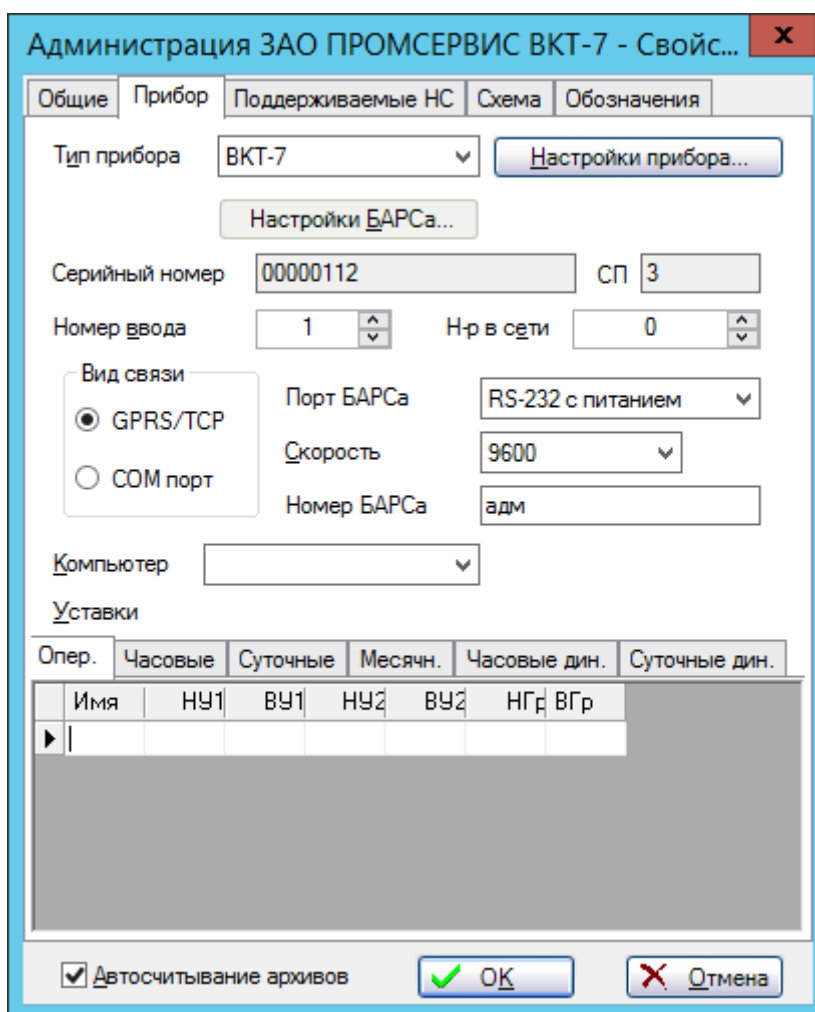 Администрация ЗАО ПРОМСЕРВИС ВКТ-7 - Свойс... x
Общие Прибор Поддерживаемые НС Схема Обозначения
Тип прибора ВКТ-7 Настройки прибора...
Настройки БАРСа...
Серийный номер 00000112 СП 3
Номер ввода 1 Н-р в сети 0
Вид связи
Порт БАРСа RS-232 с питанием
GPRS/TCP
Скорость 9600
COM порт
Номер БАРСа адм
Компьютер
Уставки
Опер. Часовые Суточные Месячн. Часовые дин. Суточные дин.
Имя НУ1 ВУ1 НУ2 ВУ2 НГр ВГр
Автосчитывание архивов OK Отмена